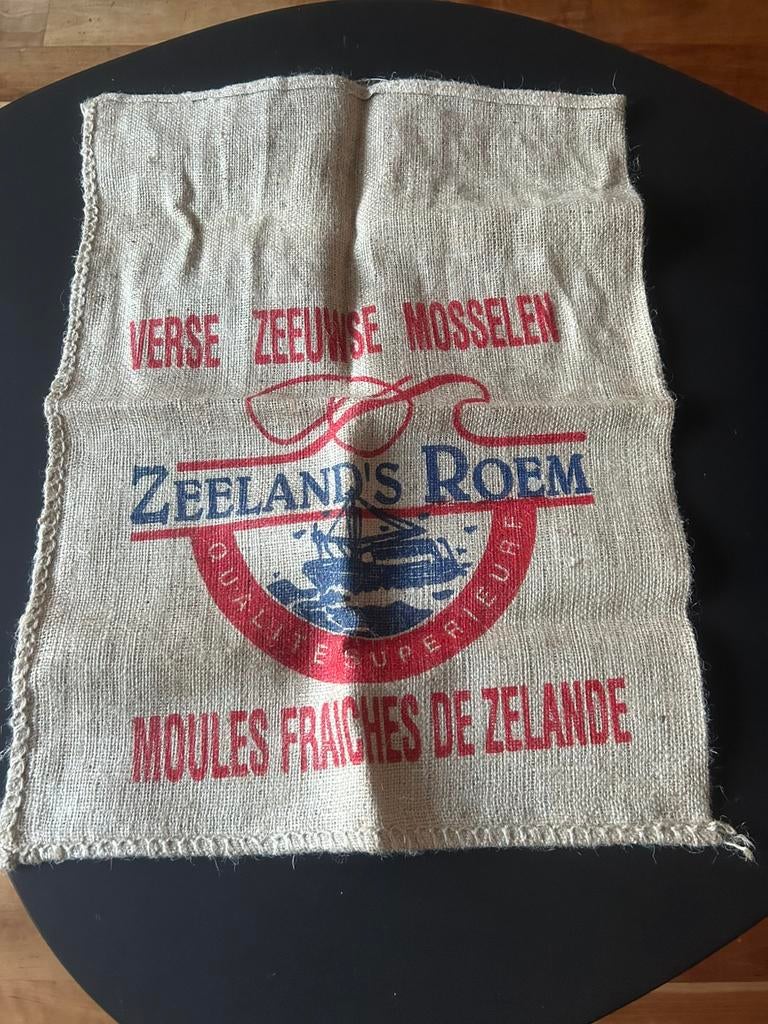 VERSE ZEEUWSE MOSSELEN
ZEELAND'S ROEM
QUALITE SUPERIEURE
MOULES FRAICHES DE ZELANDE